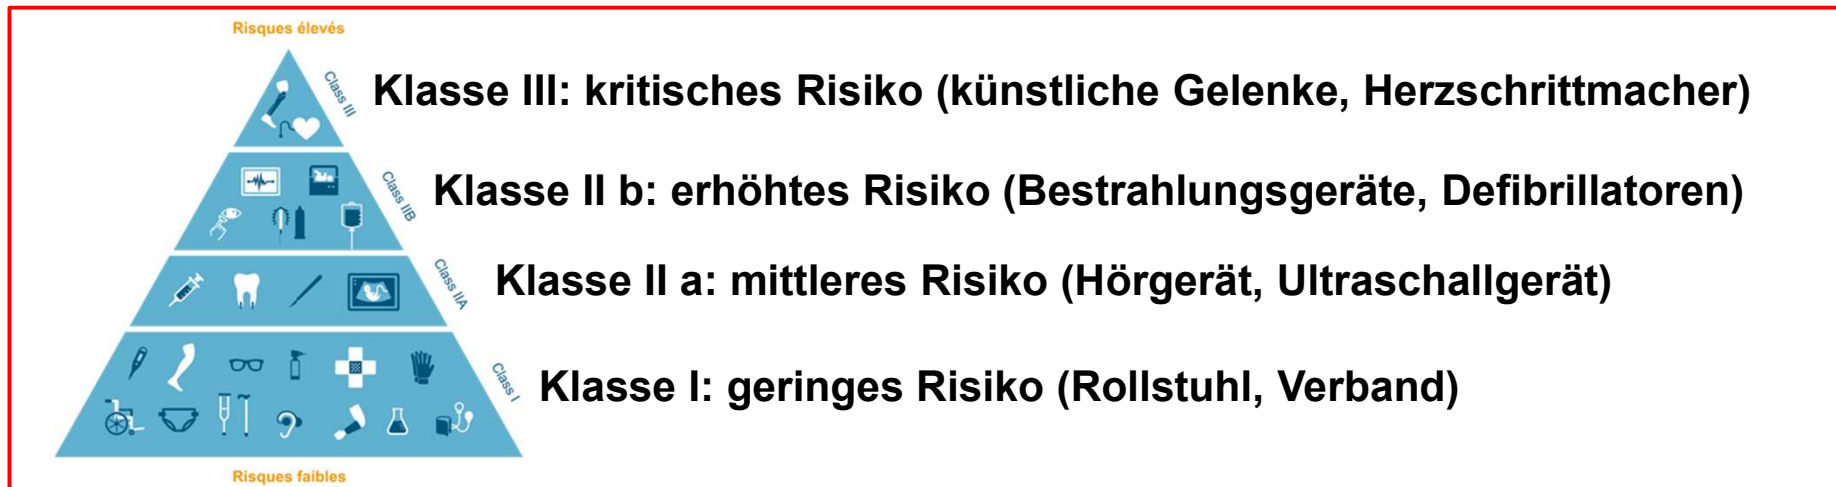 Risques élevés
Class III
Klasse III: kritisches Risiko (künstliche Gelenke, Herzschrittmacher)
Class IIB
Klasse II b: erhöhtes Risiko (Bestrahlungsgeräte, Defibrillatoren)
Class IIA
Klasse II a: mittleres Risiko (Hörgerät, Ultraschallgerät)
Class I
Klasse I: geringes Risiko (Rollstuhl, Verband)
Risques faibles